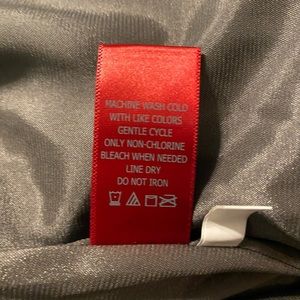 MACHINE WASH COLD
WITH LIKE COLORS
GENTLE CYCLE
ONLY NON-CHLORINE
BLEACH WHEN NEEDED
LINE DRY
DO NOT IRON